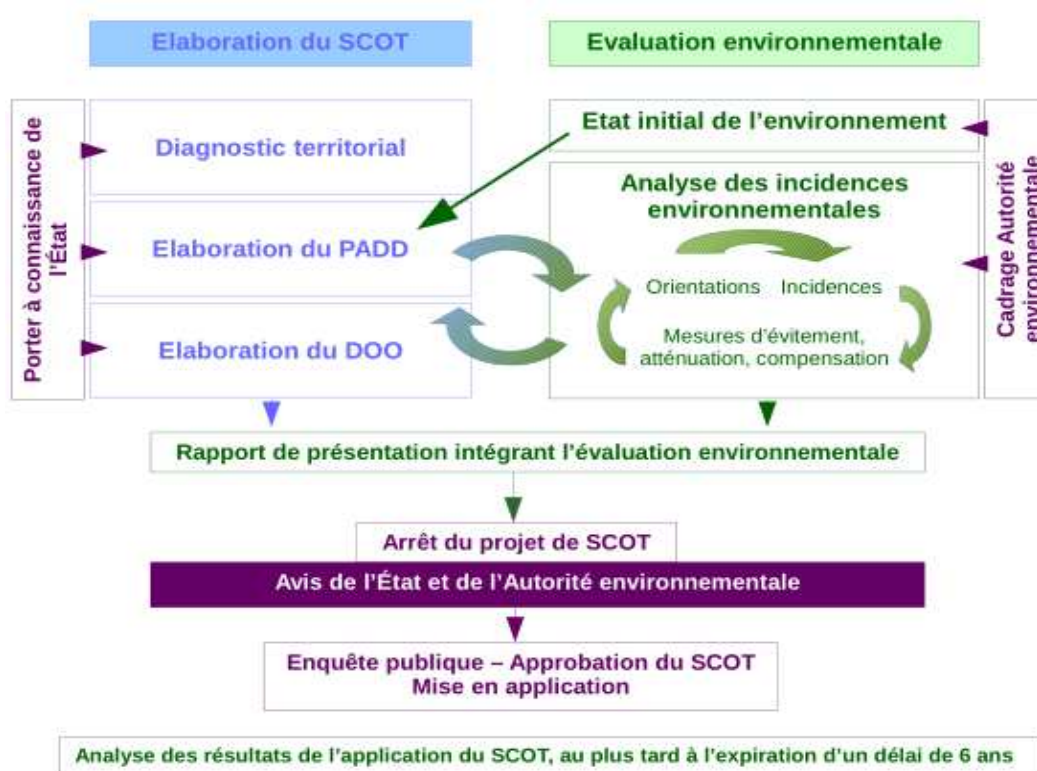 Elaboration du SCOT
Evaluation environnementale
Porter à connaissance de
l'État
Diagnostic territorial
Elaboration du PADD
Elaboration du DOO
Etat initial de l'environnement
Analyse des incidences
environnementales
Orientations Incidences
Mesures d'évitement,
atténuation, compensation
Cadrage Autorité
environnementale
Rapport de présentation intégrant l'évaluation environnementale
Arrêt du projet de SCOT
Avis de l'État et de l'Autorité environnementale
Enquête publique – Approbation du SCOT
Mise en application
Analyse des résultats de l'application du SCOT, au plus tard à l'expiration d'un délai de 6 ans